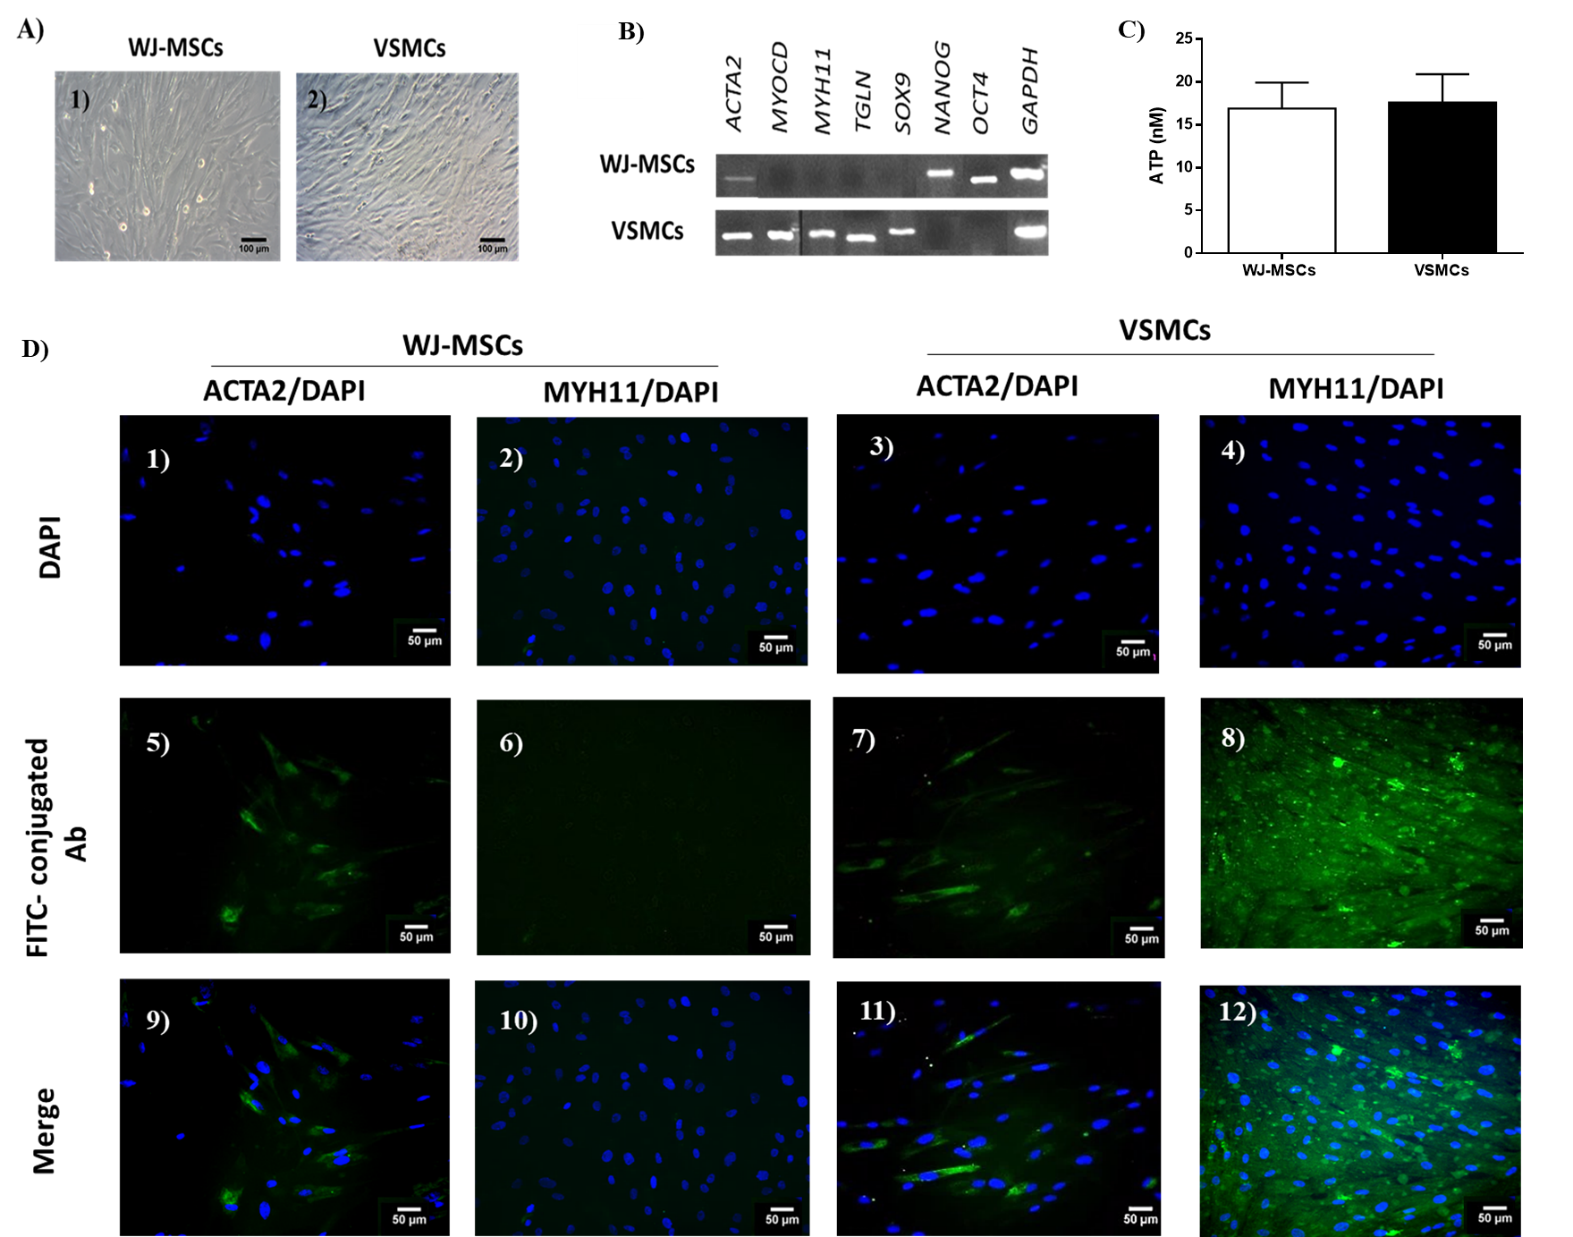 A)
WJ-MSCs
VSMCs
1)
2)
100 µm
100 µm
B)
ACTA2
MYOCD
MYH11
TGLN
SOX9
NANOG
OCT4
GAPDH
WJ-MSCs
VSMCs
C)
ATP (nM)
25
20
15
10
5
0
WJ-MSCs
VSMCs
D)
WJ-MSCs
VSMCs
ACTA2/DAPI
MYH11/DAPI
ACTA2/DAPI
MYH11/DAPI
DAPI
1)
2)
3)
4)
50 µm
50 µm
50 µm
50 µm
FITC- conjugated
Ab
5)
6)
7)
8)
50 µm
50 µm
50 µm
50 µm
Merge
9)
10)
11)
12)
50 µm
50 µm
50 µm
50 µm